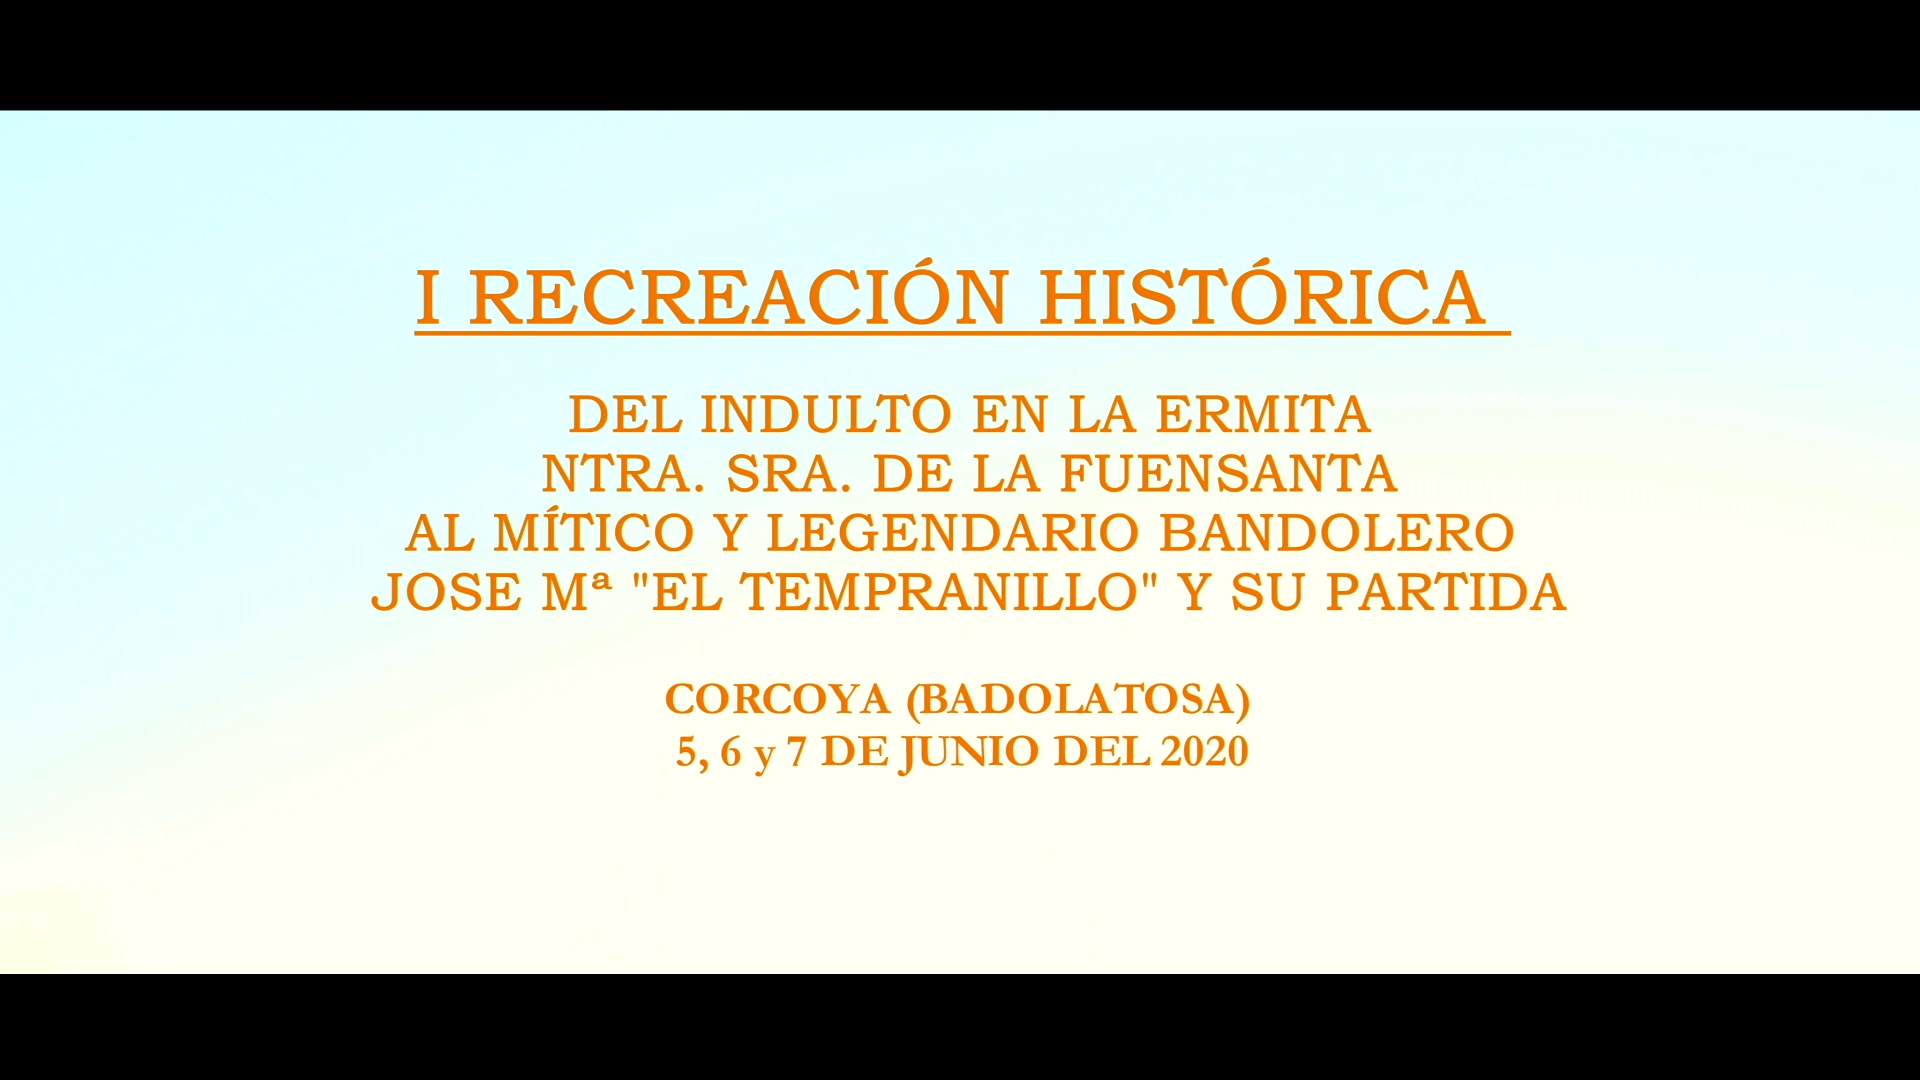 I RECREACIÓN HISTÓRICA
DEL INDULTO EN LA ERMITA
NTRA. SRA. DE LA FUENSANTA
AL MÍTICO Y LEGENDARIO BANDOLERO
JOSE Mª "EL TEMPRANILLO" Y SU PARTIDA
CORCOYA (BADOLATOSA)
5, 6 y 7 DE JUNIO DEL 2020